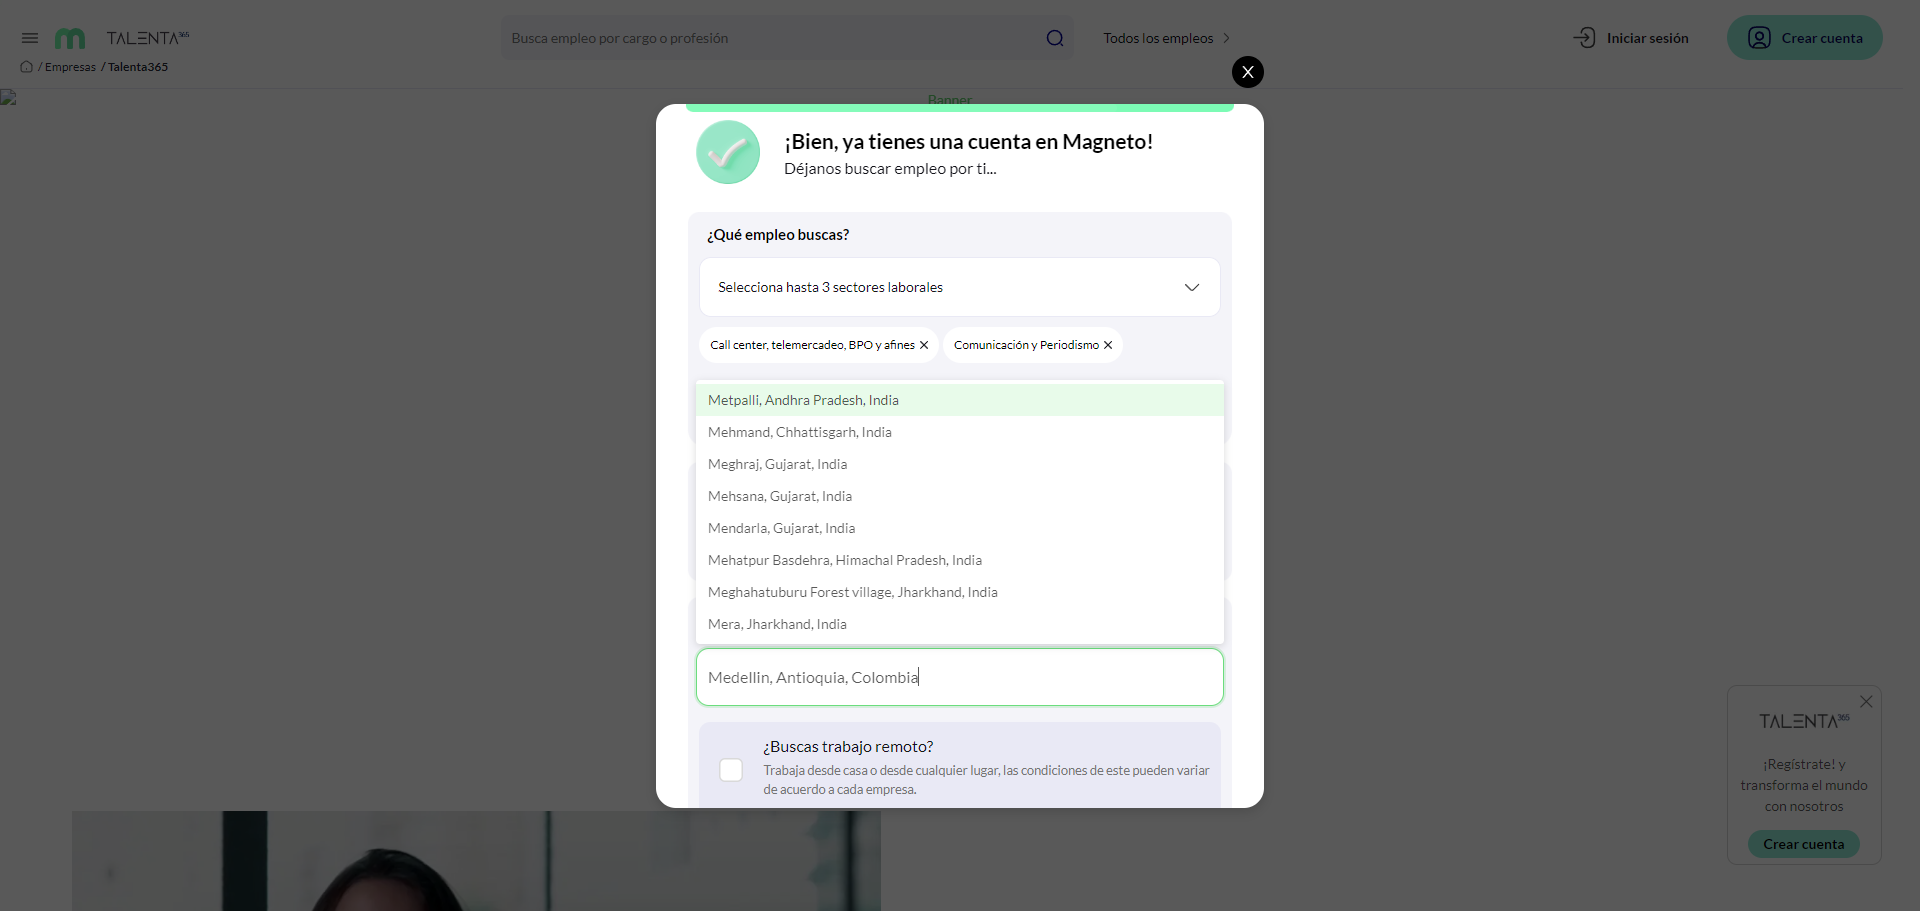 TALENTA365
Busca empleo por cargo o profesión
Todos los empleos
Iniciar sesión
Crear cuenta
/ Empresas / Talenta365
X
Banner
¡Bien, ya tienes una cuenta en Magneto!
Déjanos buscar empleo por ti...
¿Qué empleo buscas?
Selecciona hasta 3 sectores laborales
Call center, telemercadeo, BPO y afines
Comunicación y Periodismo
Metpalli, Andhra Pradesh, India
Mehmand, Chhattisgarh, India
Meghraj, Gujarat, India
Mehsana, Gujarat, India
Mendarla, Gujarat, India
Mehatpur Basdehra, Himachal Pradesh, India
Meghahatuburu Forest village, Jharkhand, India
Mera, Jharkhand, India
Medellin, Antioquia, Colombia
¿Buscas trabajo remoto?
Trabaja desde casa o desde cualquier lugar, las condiciones de este pueden variar
de acuerdo a cada empresa.
TALENTA365
¡Regístrate! y
transforma el mundo
con nosotros
Crear cuenta